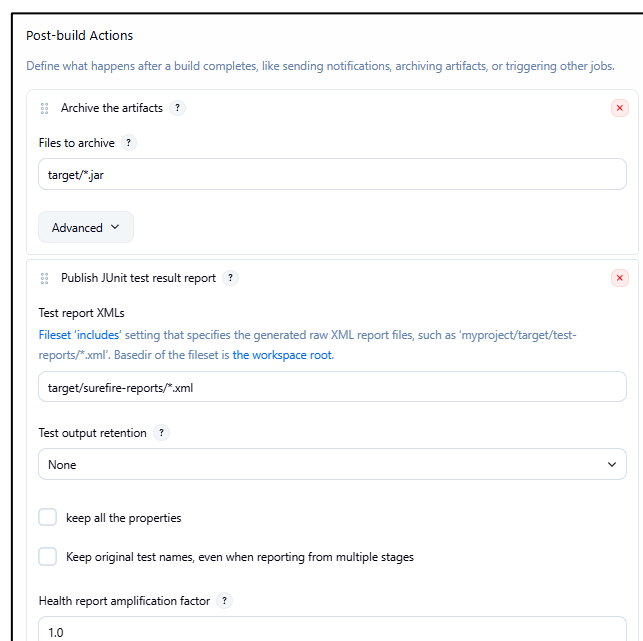 Post-build Actions
Define what happens after a build completes, like sending notifications, archiving artifacts, or triggering other jobs.
Archive the artifacts ?
Files to archive ?
target/*.jar
Advanced
Publish JUnit test result report ?
Test report XMLs
Fileset 'includes' setting that specifies the generated raw XML report files, such as 'myproject/target/test-
reports/*.xml'. Basedir of the fileset is the workspace root.
target/surefire-reports/*.xml
Test output retention ?
None
keep all the properties
Keep original test names, even when reporting from multiple stages
Health report amplification factor ?
1.0